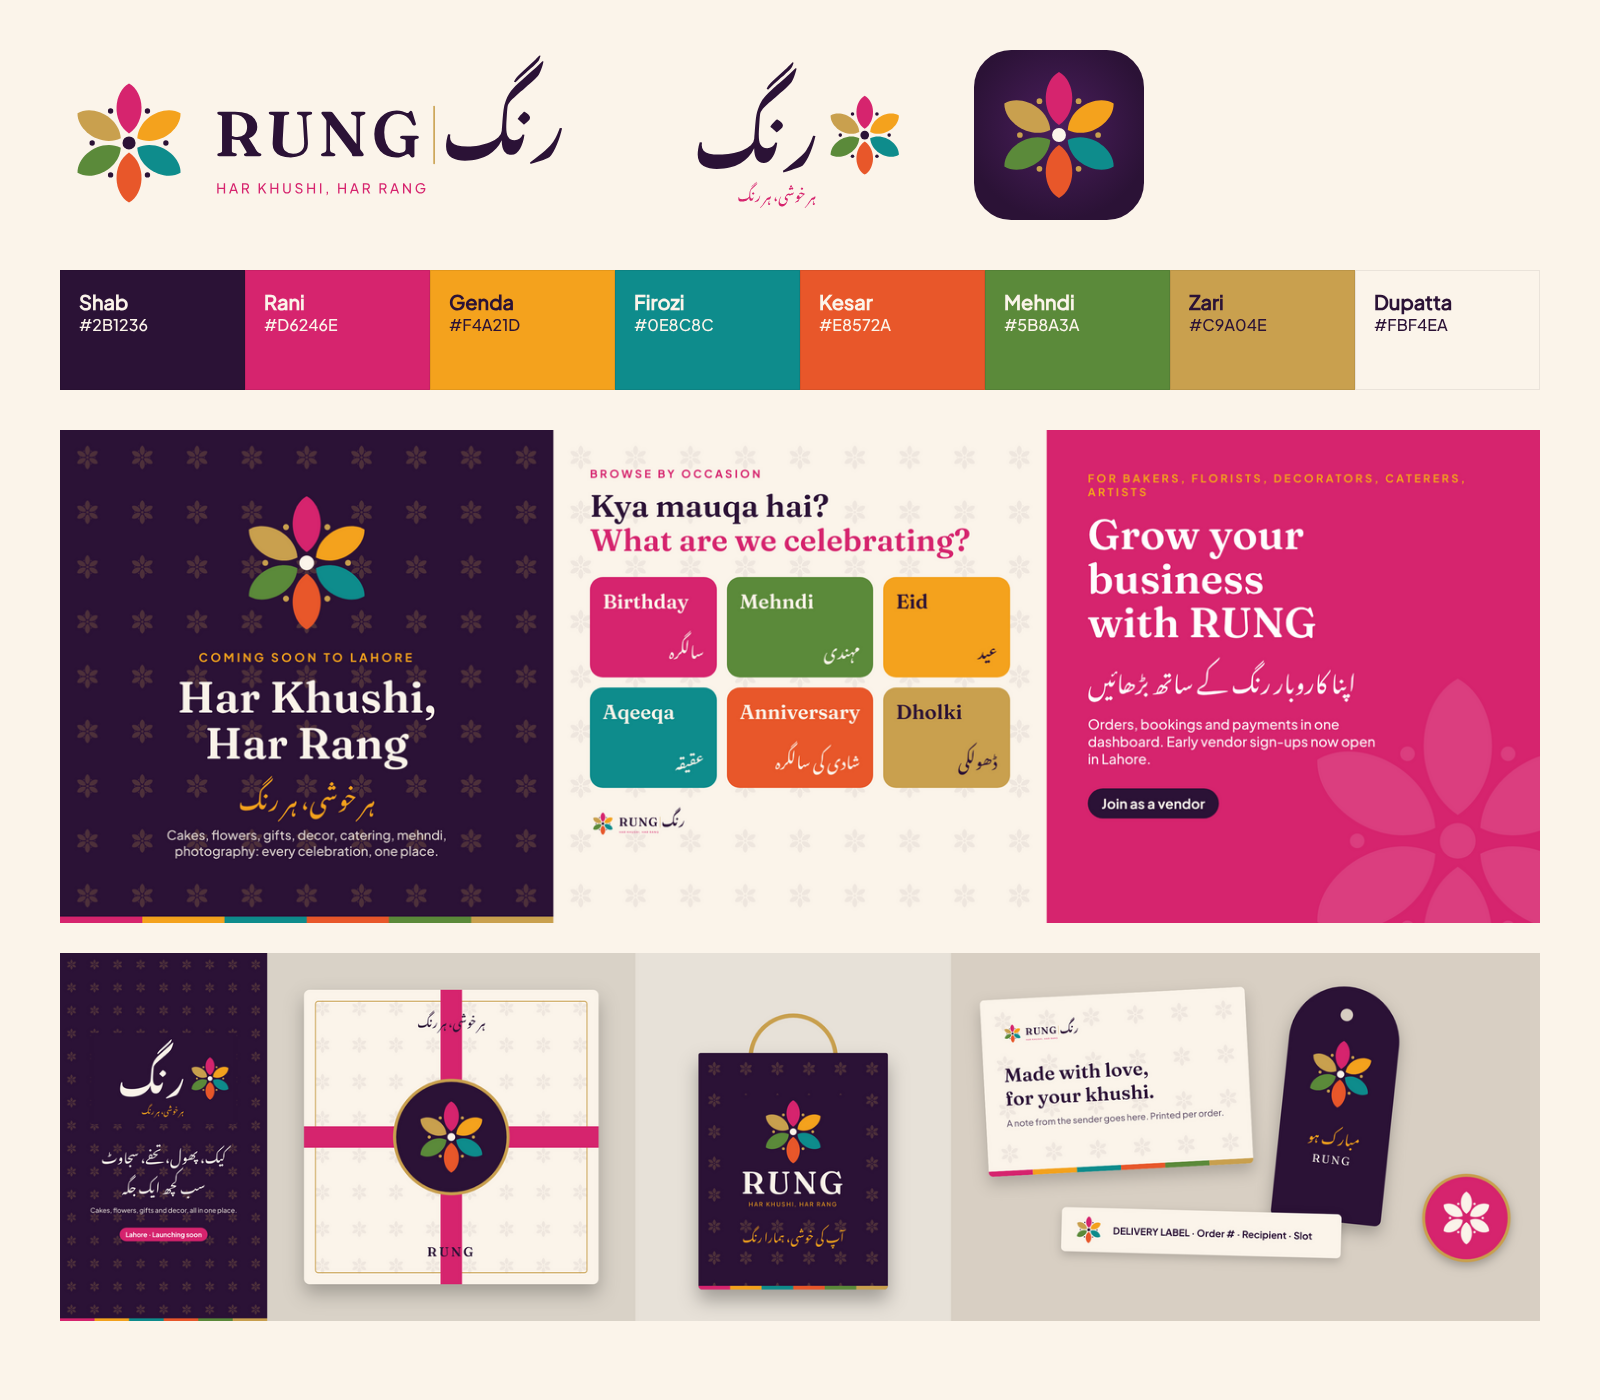 RUNG
رنگ
HAR KHUSHI, HAR RANG
رنگ
ہر خوشی، ہر رنگ
Shab
#2B1236
Rani
#D6246E
Genda
#F4A21D
Firozi
#0E8C8C
Kesar
#E8572A
Mehndi
#5B8A3A
Zari
#C9A04E
Dupatta
#FBF4EA
COMING SOON TO LAHORE
Har Khushi,
Har Rang
ہر خوشی، ہر رنگ
Cakes, flowers, gifts, decor, catering, mehndi,
photography: every celebration, one place.
BROWSE BY OCCASION
Kya mauqa hai?
What are we celebrating?
Birthday
سالگرہ
Mehndi
مہندی
Eid
عید
Aqeeqa
عقیقہ
Anniversary
شادی کی سالگرہ
Dholki
ڈھولکی
RUNG رنگ
HAR KHUSHI, HAR RANG
FOR BAKERS, FLORISTS, DECORATORS, CATERERS,
ARTISTS
Grow your
business
with RUNG
اپنا کاروبار رنگ کے ساتھ بڑھائیں
Orders, bookings and payments in one
dashboard. Early vendor sign-ups now open
in Lahore.
Join as a vendor
رنگ
ہر خوشی، ہر رنگ
کیک، پھول، تحفے، سجاوٹ
سب کچھ ایک جگہ
Cakes, flowers, gifts and decor, all in one place.
Lahore · Launching soon
ہر خوشی، ہر رنگ
RUNG
RUNG
HAR KHUSHI, HAR RANG
آپ کی خوشی، ہمارا رنگ
RUNG رنگ
Made with love,
for your khushi.
A note from the sender goes here. Printed per order.
مبارک ہو
RUNG
DELIVERY LABEL · Order # · Recipient · Slot